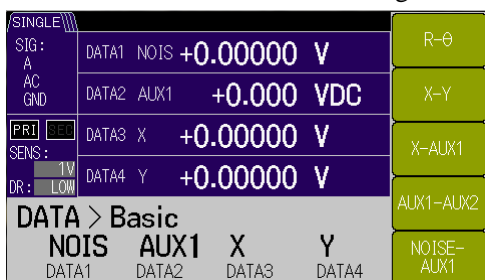 SINGLE
SIG:
A
AC
GND
PRI SEC
SENS:
1V
DR: LOW
DATA1 NOIS +0.00000 V
DATA2 AUX1 +0.000 VDC
DATA3 X +0.00000 V
DATA4 Y +0.00000 V
DATA > Basic
NOIS AUX1 X Y
DATA1 DATA2 DATA3 DATA4
R-θ
X-Y
X-AUX1
AUX1-AUX2
NOISE-
AUX1